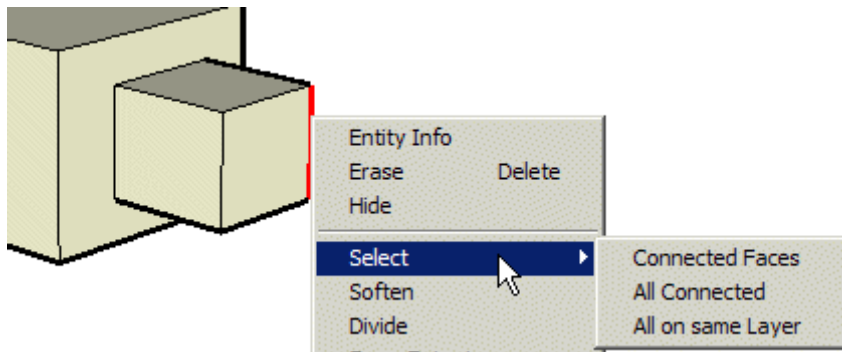 Entity Info
Erase Delete
Hide
Select Connected Faces
Soften All Connected
Divide All on same Layer